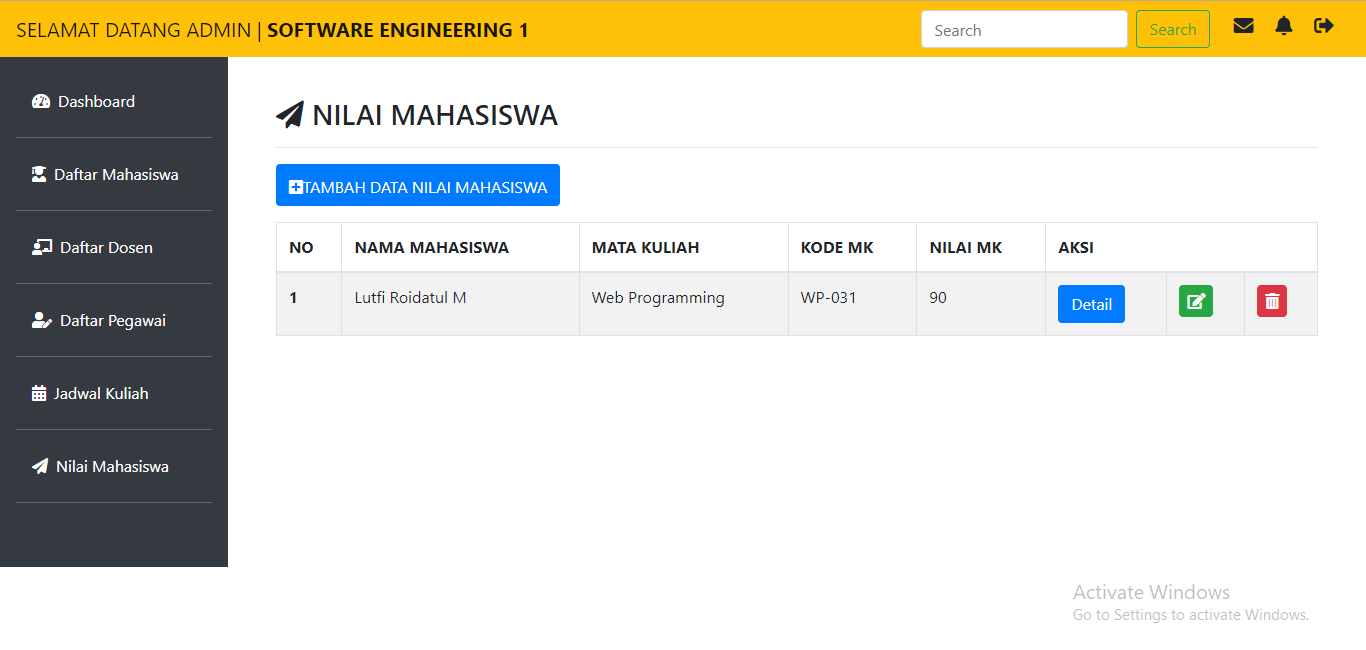 SELAMAT DATANG ADMIN | SOFTWARE ENGINEERING 1
Search
Search
Dashboard
Daftar Mahasiswa
Daftar Dosen
Daftar Pegawai
Jadwal Kuliah
Nilai Mahasiswa
NILAI MAHASISWA
TAMBAH DATA NILAI MAHASISWA
NO NAMA MAHASISWA MATA KULIAH KODE MK NILAI MK AKSI
1 Lutfi Roidatul M Web Programming WP-031 90 Detail
Activate Windows
Go to Settings to activate Windows.